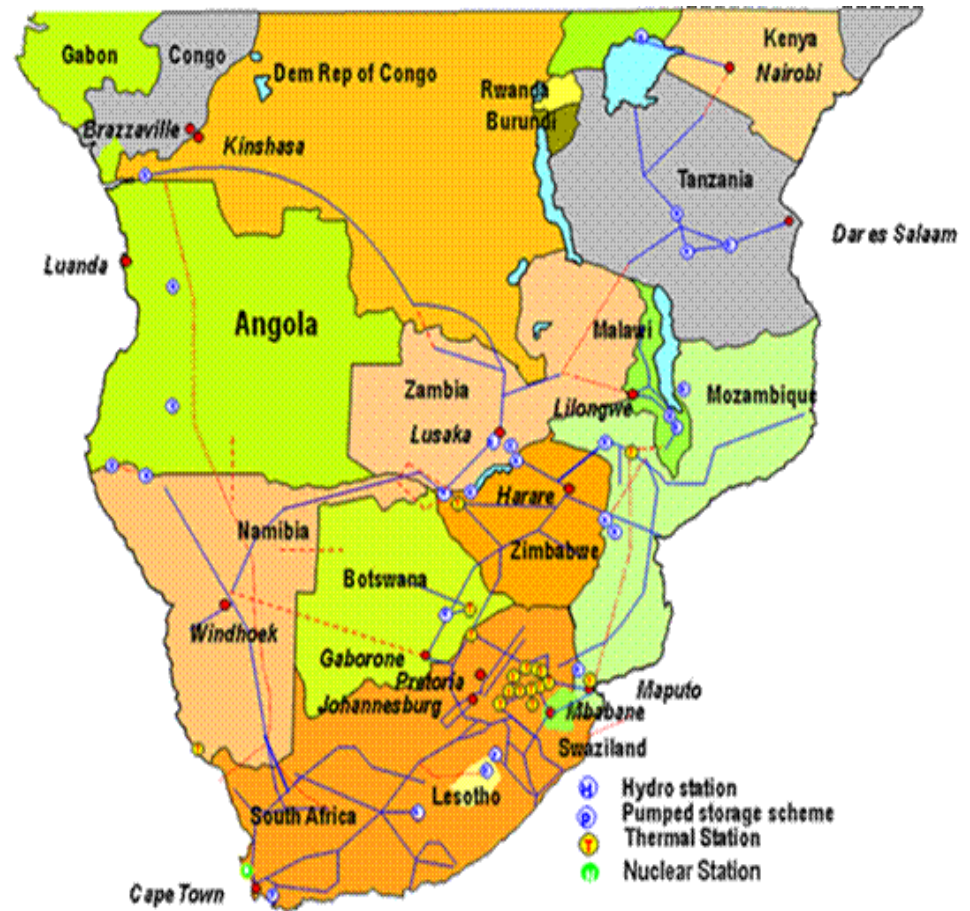 Gabon
Congo
Dem Rep of Congo
Kenya
Nairobi
Rwanda
Burundi
Brazzaville
Kinshasa
Tanzania
Dar es Salaam
Luanda
Angola
Malawi
Zambia
Mozambique
Lilongwe
Lusaka
Harare
Namibia
Zimbabwe
Botswana
Windhoek
Gaborone
Pretoria
Johannesburg
Maputo
Mbabane
Swaziland
Lesotho
South Africa
Cape Town
H Hydro station
P Pumped storage scheme
T Thermal Station
N Nuclear Station